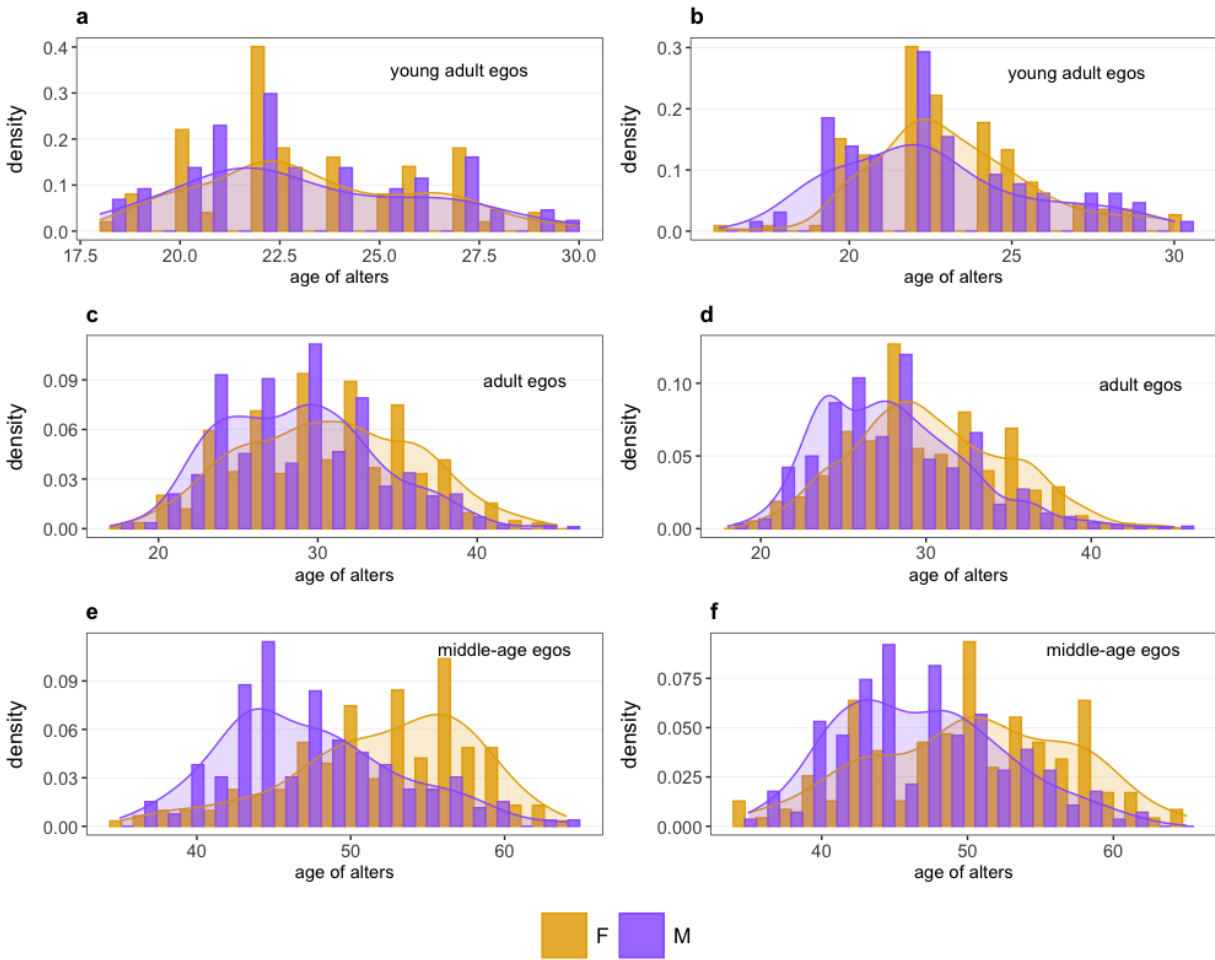 a
0.4
0.3
0.2
0.1
0.0
density
young adult egos
17.5 20.0 22.5 25.0 27.5 30.0
age of alters
b
0.3
0.2
0.1
0.0
density
young adult egos
20 25 30
age of alters
c
0.09
0.06
0.03
0.00
density
adult egos
20 30 40
age of alters
d
0.10
0.05
0.00
density
adult egos
20 30 40
age of alters
e
0.09
0.06
0.03
0.00
density
middle-age egos
40 50 60
age of alters
f
0.075
0.050
0.025
0.000
density
middle-age egos
40 50 60
age of alters
F M